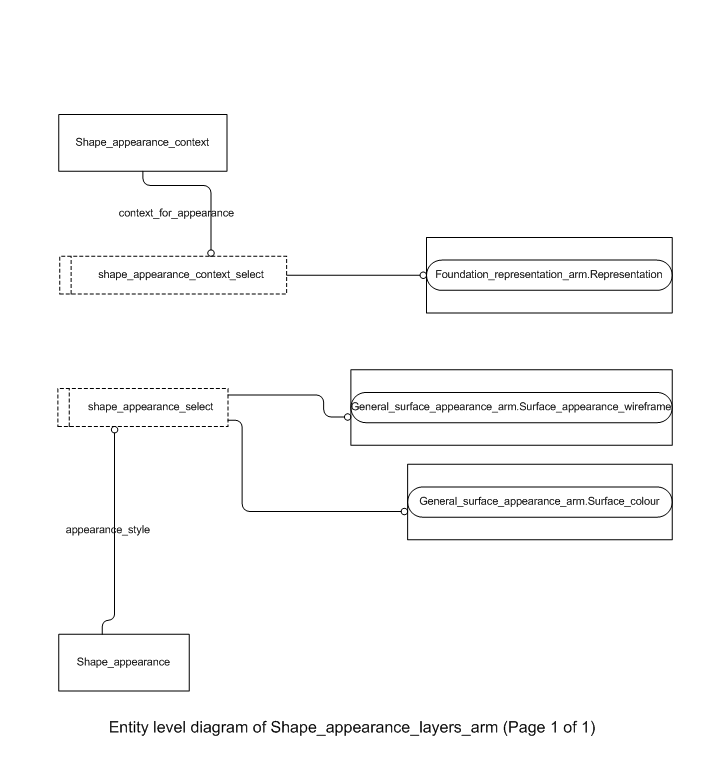 Shape_appearance_context
context_for_appearance
shape_appearance_context_select
Foundation_representation_arm.Representation
shape_appearance_select
General_surface_appearance_arm.Surface_appearance_wireframe
General_surface_appearance_arm.Surface_colour
appearance_style
Shape_appearance
Entity level diagram of Shape_appearance_layers_arm (Page 1 of 1)